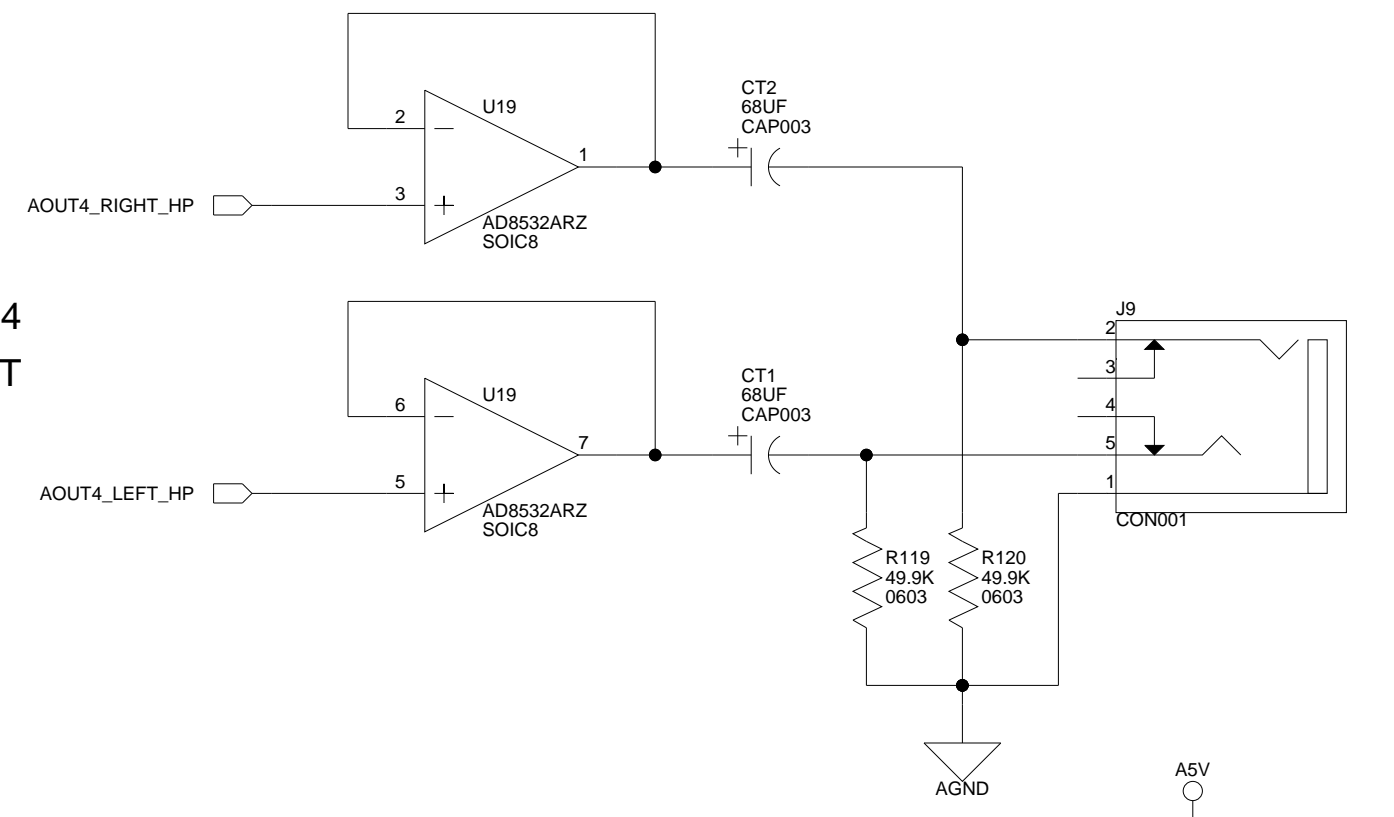 CT2
68UF
CAP003
U19
2
1
3
AOUT4_RIGHT_HP
AD8532ARZ
SOIC8
4
T
J9
2
3
4
5
1
CON001
CT1
68UF
CAP003
U19
6
7
5
AOUT4_LEFT_HP
AD8532ARZ
SOIC8
R119
49.9K
0603
R120
49.9K
0603
AGND
A5V